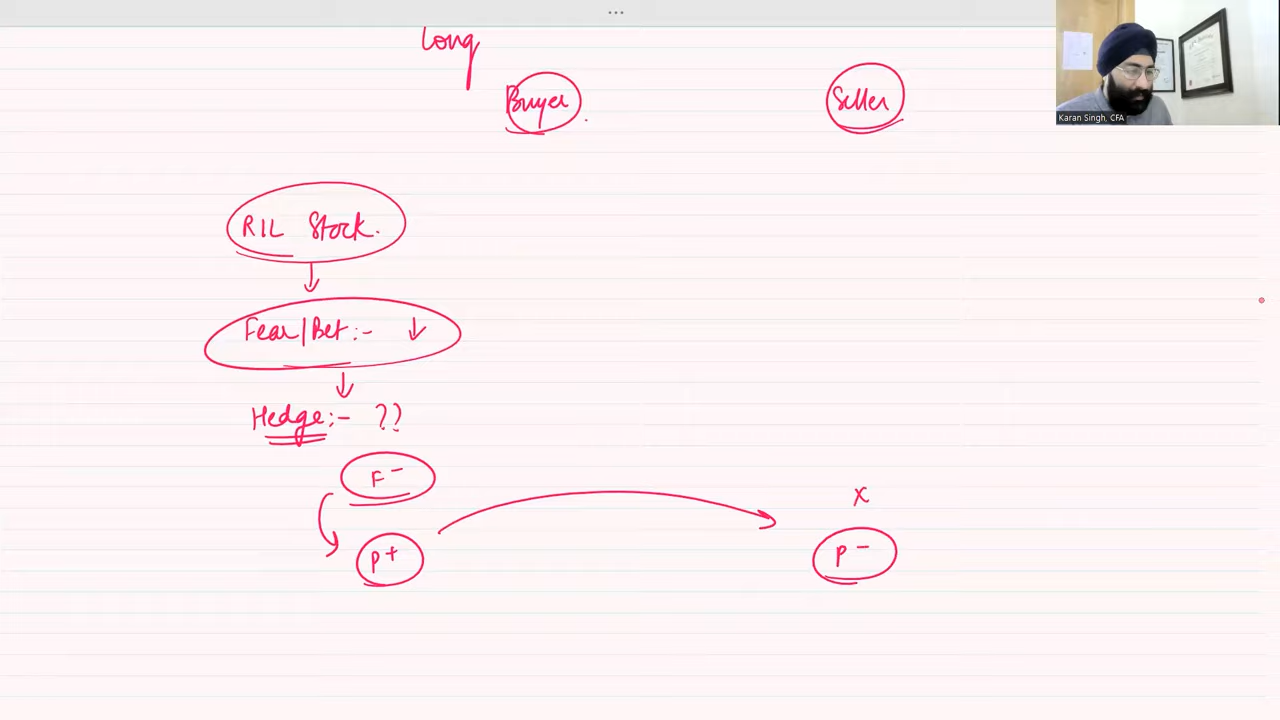 ...
Long
Buyer
Seller
RIL Stock.
↓
Fear/Bet:- ↓
↓
Hedge:- ??
F-
x
P+
P-
Karan Singh, CFA